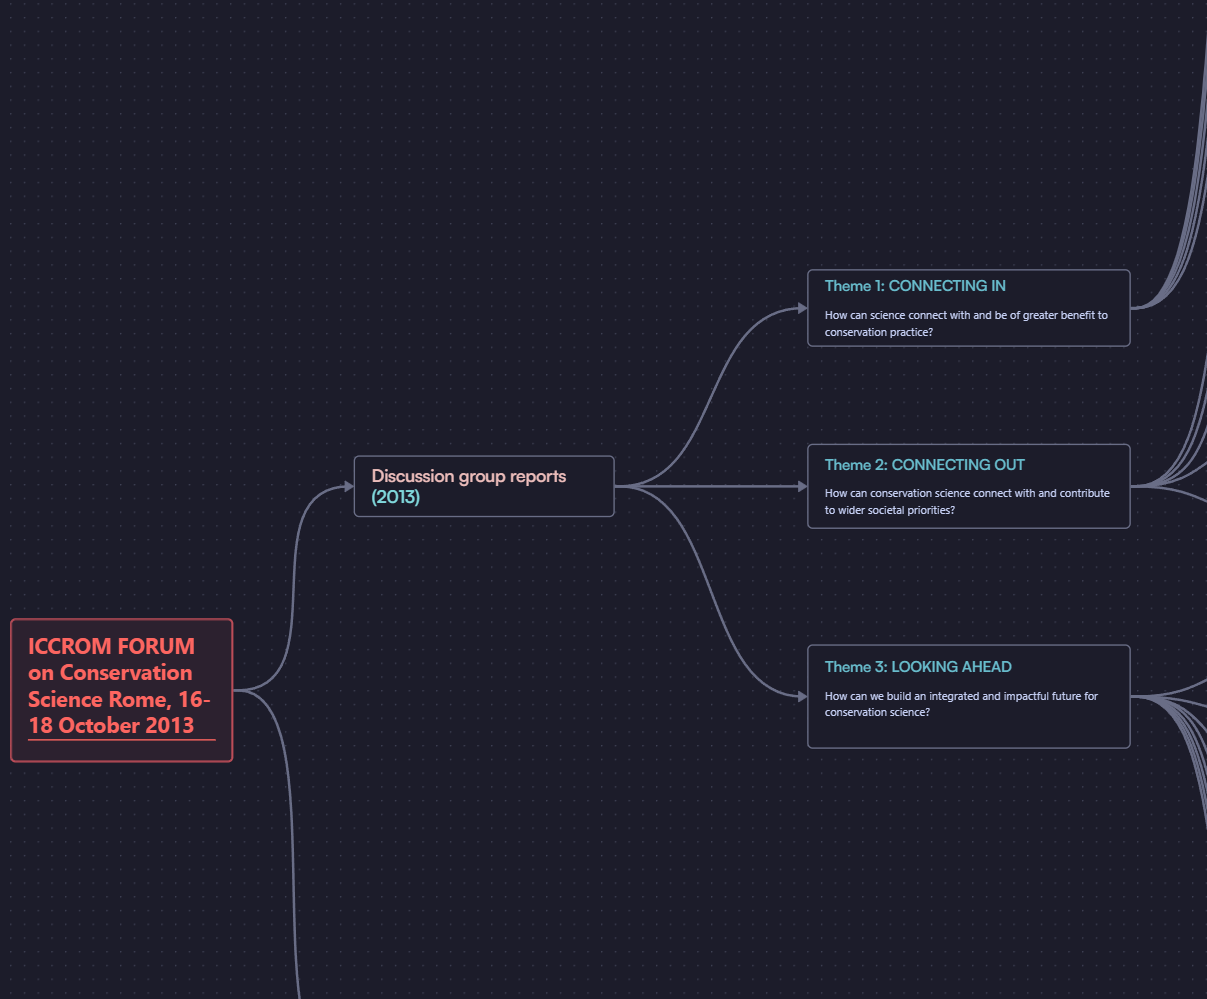 Theme 1: CONNECTING IN
How can science connect with and be of greater benefit to
conservation practice?
Discussion group reports
(2013)
Theme 2: CONNECTING OUT
How can conservation science connect with and contribute
to wider societal priorities?
ICCROM FORUM
on Conservation
Science Rome, 16-
18 October 2013
Theme 3: LOOKING AHEAD
How can we build an integrated and impactful future for
conservation science?